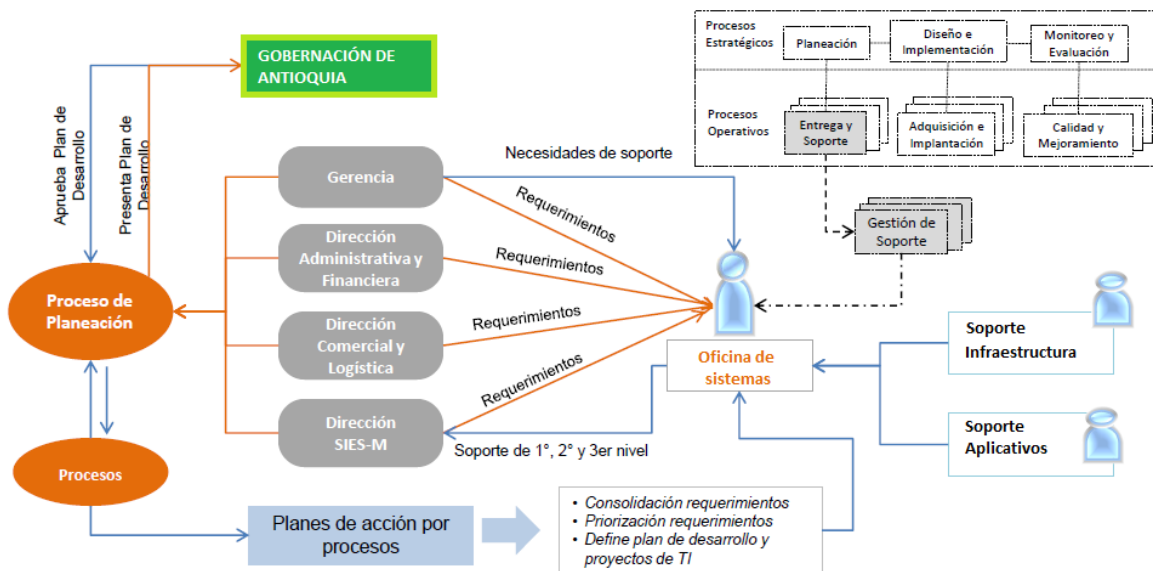 GOBERNACIÓN DE
ANTIOQUIA
Procesos
Estratégicos
Planeación
Diseño e
Implementación
Monitoreo y
Evaluación
Procesos
Operativos
Entrega y
Soporte
Adquisición e
Implantación
Calidad y
Mejoramiento
Gestión de
Soporte
Aprueba Plan de
Desarrollo
Presenta Plan de
Desarrollo
Necesidades de soporte
Gerencia
Requerimientos
Dirección
Administrativa y
Financiera
Requerimientos
Proceso de
Planeación
Dirección
Comercial y
Logística
Requerimientos
Requerimientos
Dirección
SIES-M
Oficina de
sistemas
Soporte
Infraestructura
Soporte
Aplicativos
Soporte de 1°, 2° y 3er nivel
Procesos
Planes de acción por
procesos
• Consolidación requerimientos
• Priorización requerimientos
• Define plan de desarrollo y
proyectos de TI